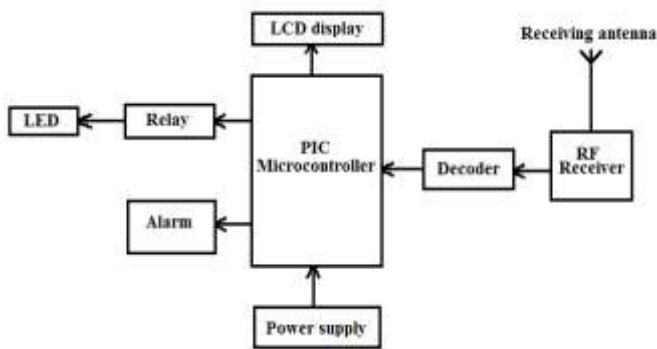 LCD display
Receiving antenna
LED
Relay
PIC
Microcontroller
Decoder
RF
Receiver
Alarm
Power supply